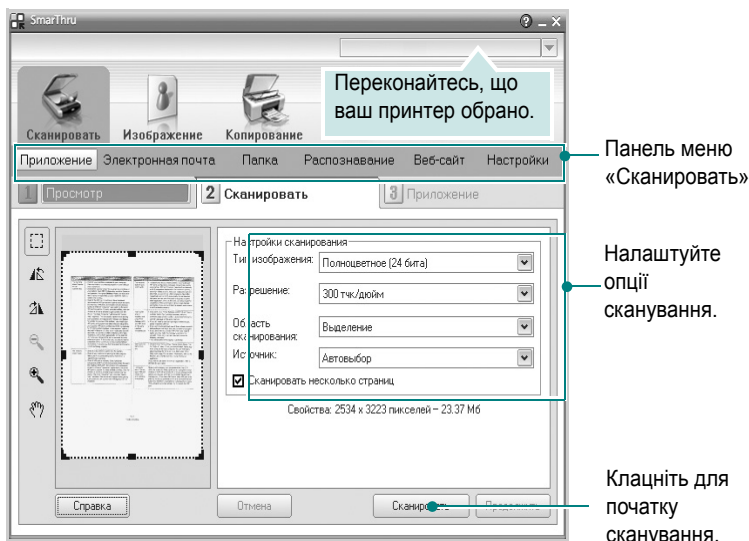 SmarThru
Переконайтесь, що
ваш принтер обрано.
Сканировать Изображение Копирование
Приложение Электронная почта Папка Распознавание Веб-сайт Настройки
Панель меню
«Сканировать»
1 Просмотр 2 Сканировать 3 Приложение
Настройки сканирования
Тип изображения: Полноцветное (24 бита)
Разрешение: 300 тчк./дюйм
Область
сканирования: Выделение
Источник: Автовыбор
Сканировать несколько страниц
Свойства: 2534 x 3223 пикселей – 23.37 Мб
Налаштуйте
опції
сканування.
Справка Отмена Сканировать Продолжить
Клацніть для
початку
сканування.